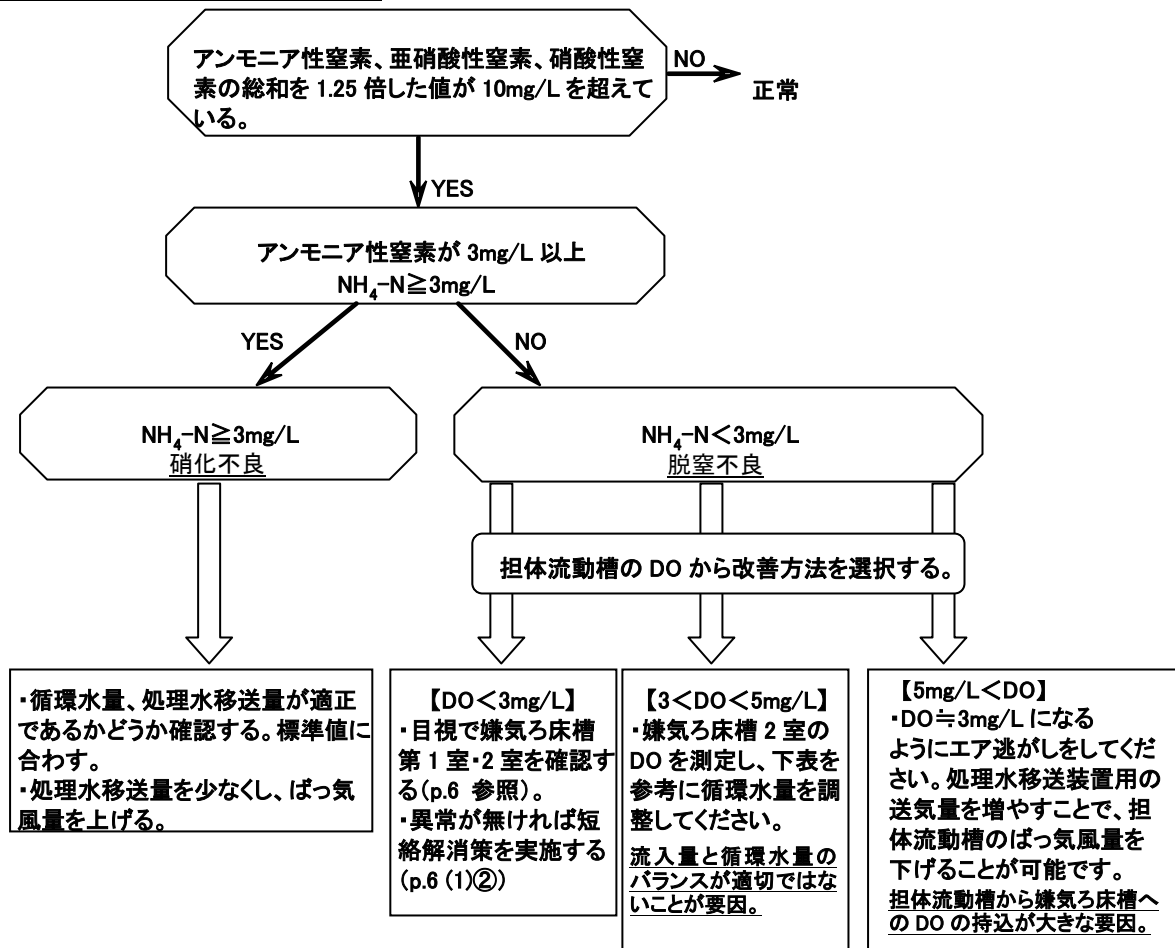 アンモニア性窒素、亜硝酸性窒素、硝酸性窒
素の総和を 1.25 倍した値が 10mg/L を超えて
いる。
NO
正常
YES
アンモニア性窒素が 3mg/L 以上
NH4-N≧3mg/L
YES
NO
NH4-N≧3mg/L
硝化不良
NH4-N＜3mg/L
脱窒不良
担体流動槽の DO から改善方法を選択する。
・循環水量、処理水移送量が適正
であるかどうか確認する。標準値に
合わす。
・処理水移送量を少なくし、ばっ気
風量を上げる。
【DO＜3mg/L】
・目視で嫌気ろ床槽
第 1 室・2 室を確認す
る(p.6 参照)。
・異常が無ければ短
絡解消策を実施する
(p.6 (1)②)
【3＜DO＜5mg/L】
・嫌気ろ床槽 2 室の
DO を測定し、下表を
参考に循環水量を調
整してください。
流入量と循環水量の
バランスが適切ではな
いことが要因。
【5mg/L＜DO】
・DO≒3mg/L になる
ようにエア逃がしをしてくだ
さい。処理水移送装置用の
送気量を増やすことで、担
体流動槽のばっ気風量を
下げることが可能です。
担体流動槽から嫌気ろ床槽へ
の DO の持込が大きな要因。